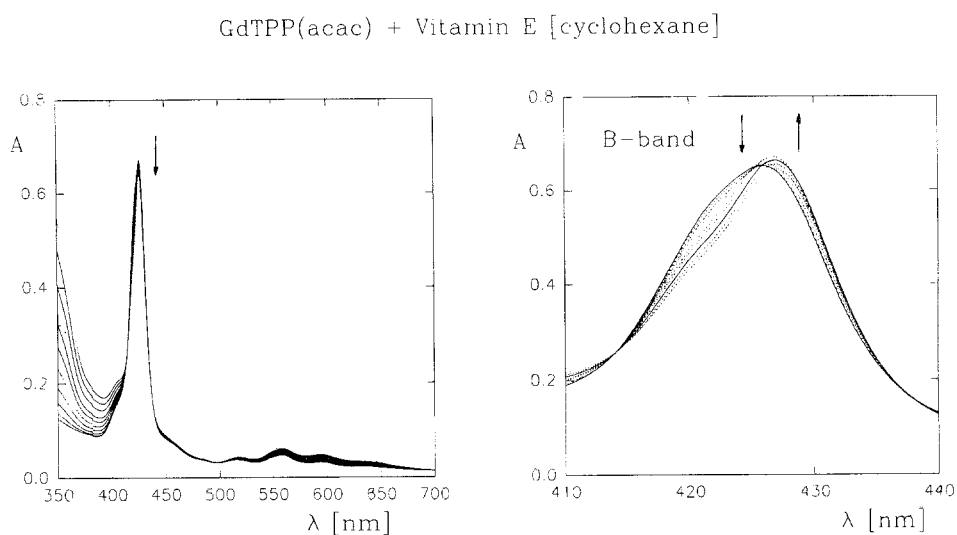 GdTPP(acac) + Vitamin E [cyclohexane]
0.8
A
0.6
0.4
0.2
0.0
350 400 450 500 550 600 650 700
λ [nm]
0.8
A
B-band
0.6
0.4
0.2
0.0
410 420 430 440
λ [nm]